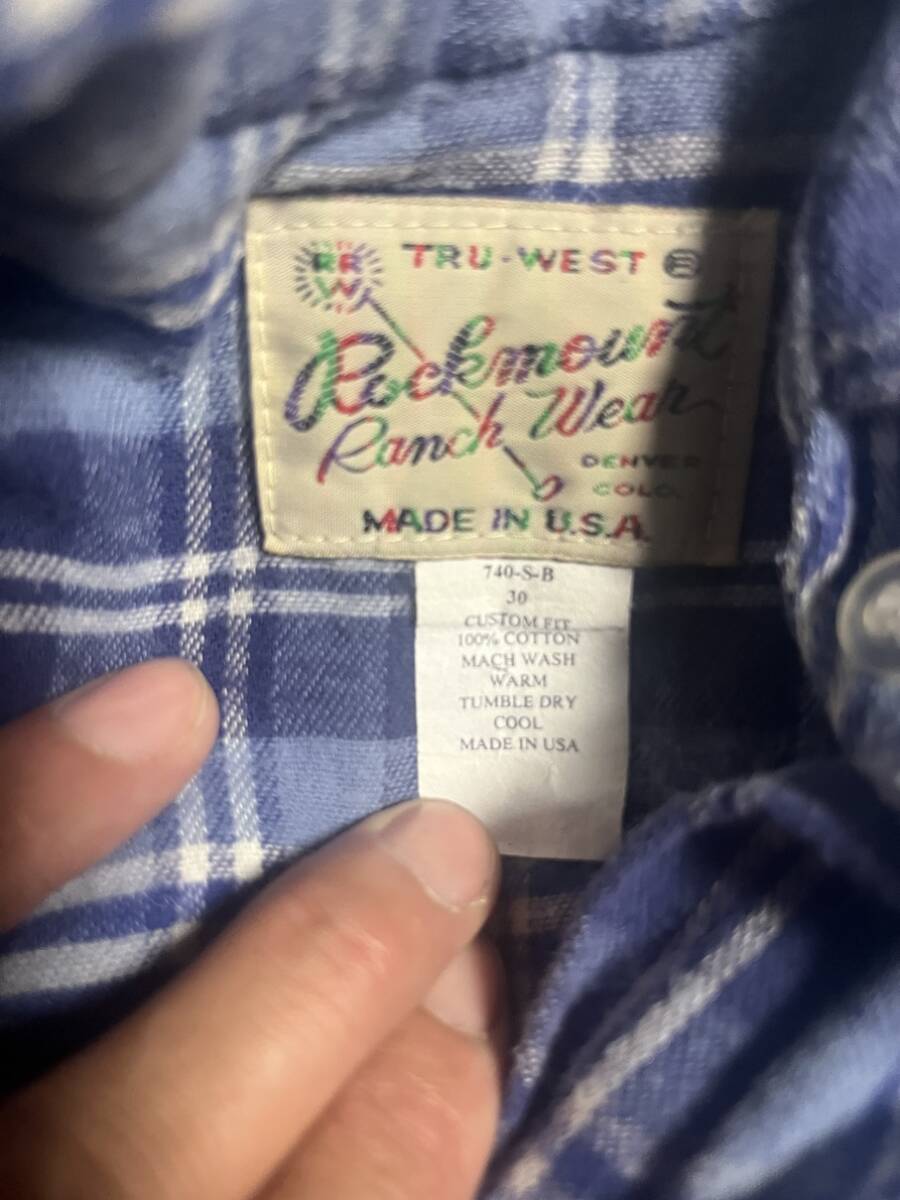 RR
W
TRU-WEST ®
Rockmount
Ranch Wear
DENVER
COLO.
MADE IN U.S.A.
740-S-B
30
CUSTOM FIT
100% COTTON
MACH WASH
WARM
TUMBLE DRY
COOL
MADE IN USA